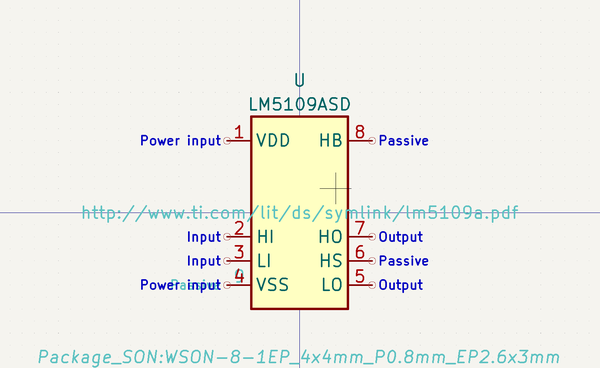 U
LM5109ASD
Power input 1 VDD HB 8 Passive
http://www.ti.com/lit/ds/symlink/lm5109a.pdf
Input 2 HI HO 7 Output
Input 3 LI HS 6 Passive
Power input 4 VSS LO 5 Output
Passive 9
Package_SON:WSON-8-1EP_4x4mm_P0.8mm_EP2.6x3mm